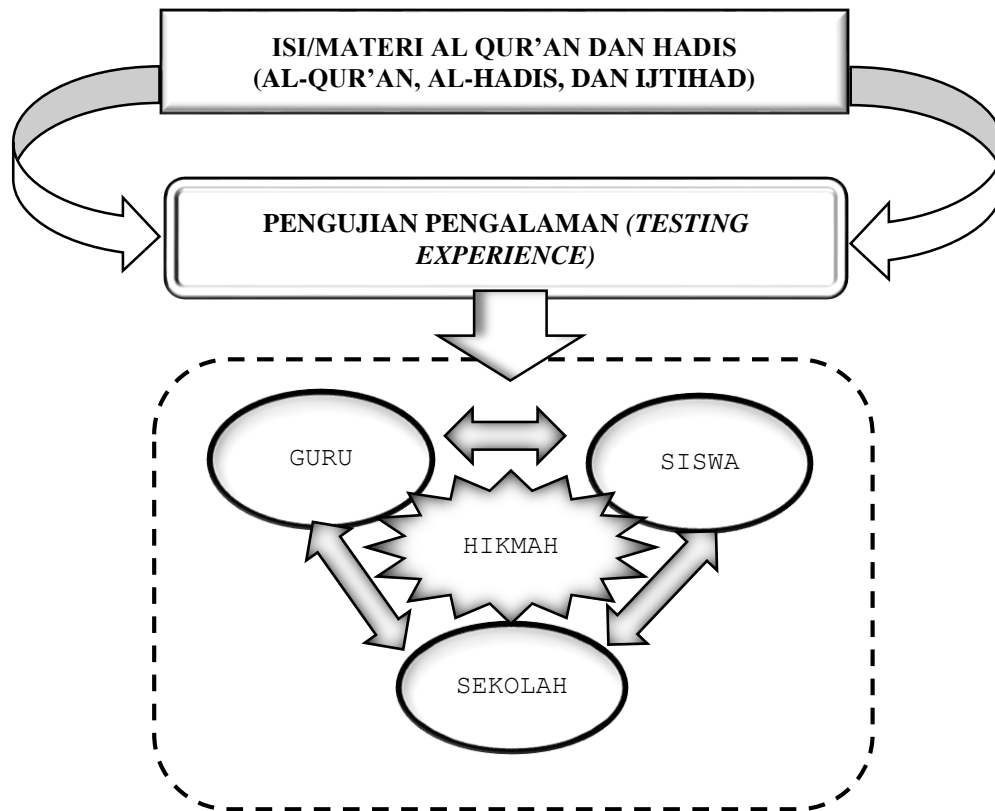 ISI/MATERI AL QUR’AN DAN HADIS
(AL-QUR’AN, AL-HADIS, DAN IJTIHAD)
PENGUJIAN PENGALAMAN (TESTING
EXPERIENCE)
GURU
SISWA
HIKMAH
SEKOLAH